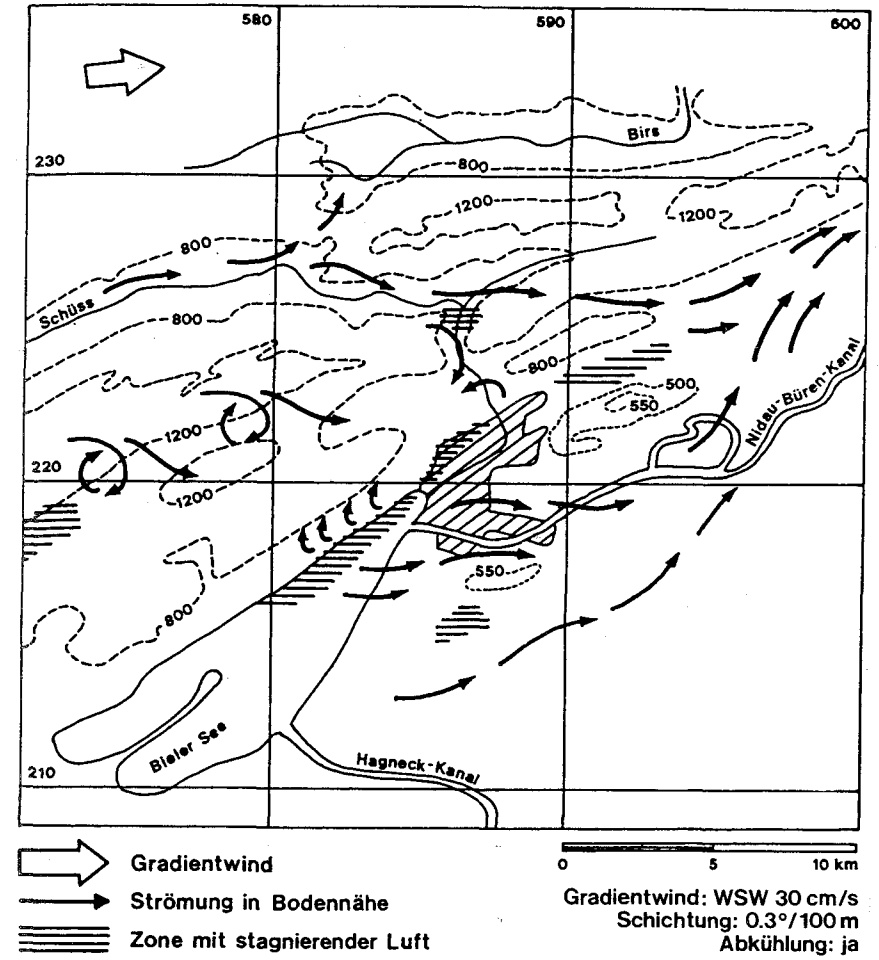 580
590
600
Birs
230
800
1200
1200
800
Schüss
800
800
500
550
Nidau-Büren-Kanal
1200
220
1200
550
800
Bieler See
Hagneck-Kanal
210
Gradientwind
Strömung in Bodennähe
Zone mit stagnierender Luft
0 5 10 km
Gradientwind: WSW 30 cm/s
Schichtung: 0.3°/100 m
Abkühlung: ja